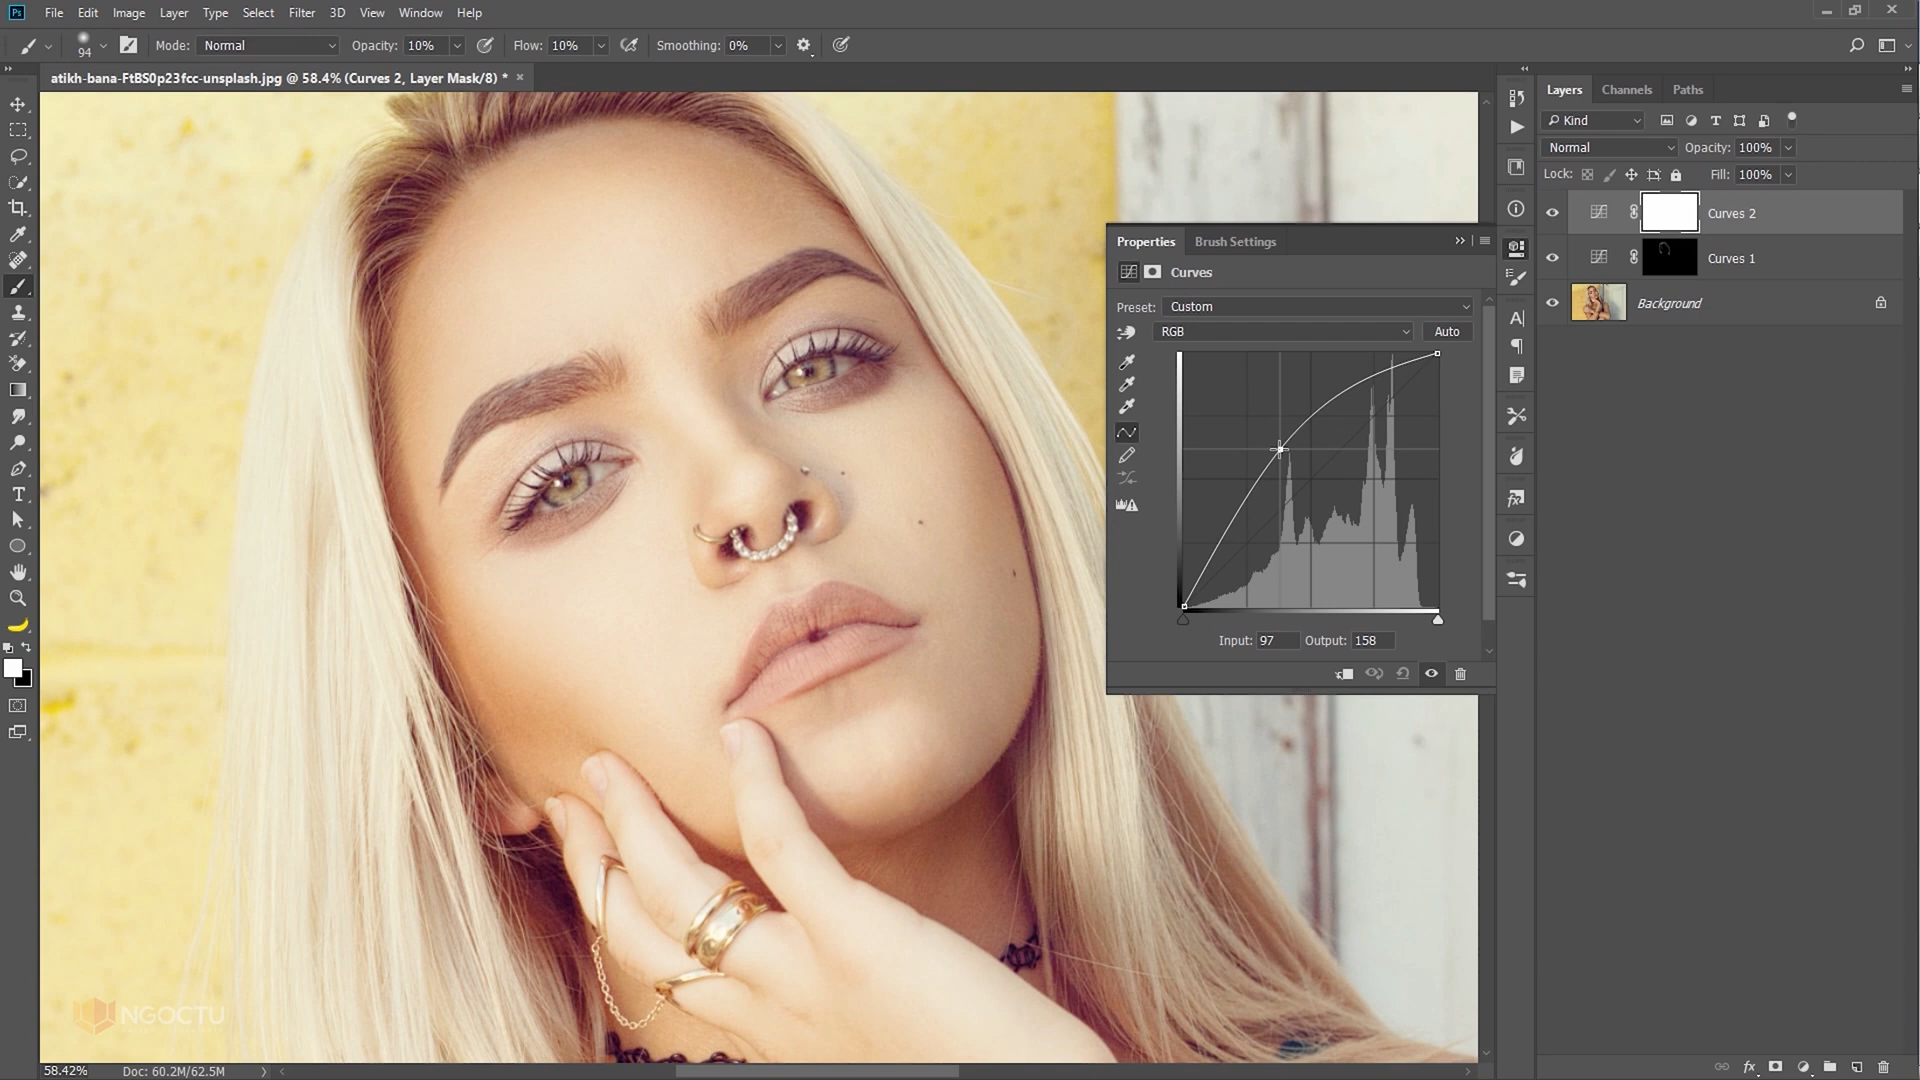 Ps File Edit Image Layer Type Select Filter 3D View Window Help
94 Mode: Normal Opacity: 10% Flow: 10% Smoothing: 0%
atikh-bana-FtBS0p23fcc-unsplash.jpg @ 58.4% (Curves 2, Layer Mask/8) *
Layers Channels Paths
Kind
Normal Opacity: 100%
Lock: Fill: 100%
Curves 2
Curves 1
Background
Properties Brush Settings
Curves
Preset: Custom
RGB Auto
Input: 97 Output: 158
NGOCTU
58.42% Doc: 60.2M/62.5M